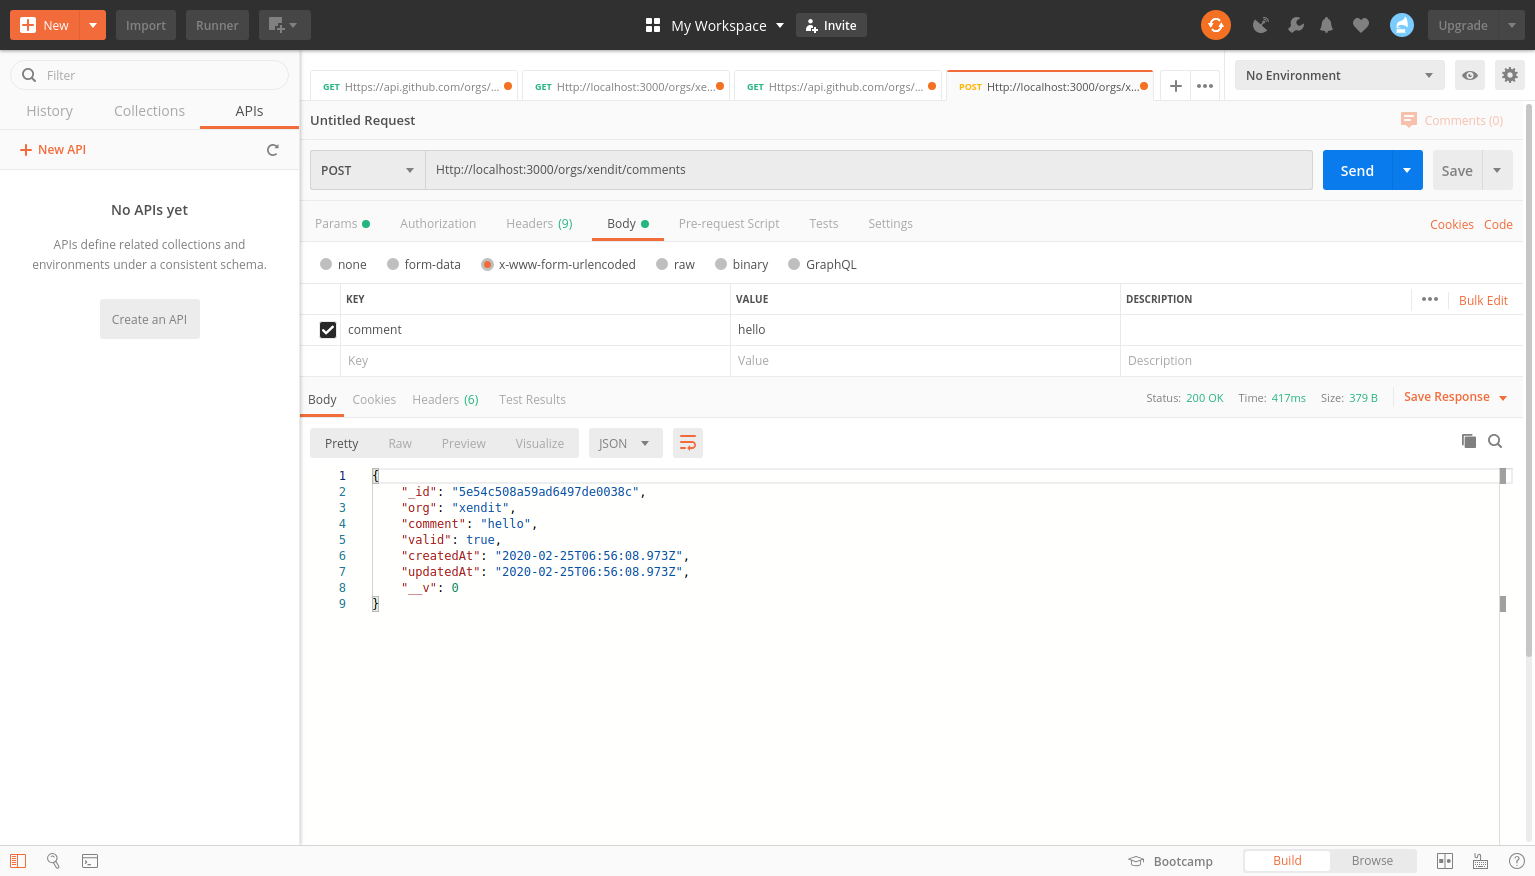 New
Import
Runner
My Workspace
Invite
Upgrade
Filter
History
Collections
APIs
New API
No APIs yet
APIs define related collections and
environments under a consistent schema.
Create an API
GET Https://api.github.com/orgs/...
GET Http://localhost:3000/orgs/xe...
GET Https://api.github.com/orgs/...
POST Http://localhost:3000/orgs/x...
No Environment
Untitled Request
Comments (0)
POST
Http://localhost:3000/orgs/xendit/comments
Send
Save
Params
Authorization
Headers (9)
Body
Pre-request Script
Tests
Settings
Cookies
Code
none
form-data
x-www-form-urlencoded
raw
binary
GraphQL
KEY
VALUE
DESCRIPTION
Bulk Edit
comment
hello
Key
Value
Description
Body
Cookies
Headers (6)
Test Results
Status: 200 OK
Time: 417ms
Size: 379 B
Save Response
Pretty
Raw
Preview
Visualize
JSON
1 {
2 "_id": "5e54c508a59ad6497de0038c",
3 "org": "xendit",
4 "comment": "hello",
5 "valid": true,
6 "createdAt": "2020-02-25T06:56:08.973Z",
7 "updatedAt": "2020-02-25T06:56:08.973Z",
8 "__v": 0
9 }
Bootcamp
Build
Browse